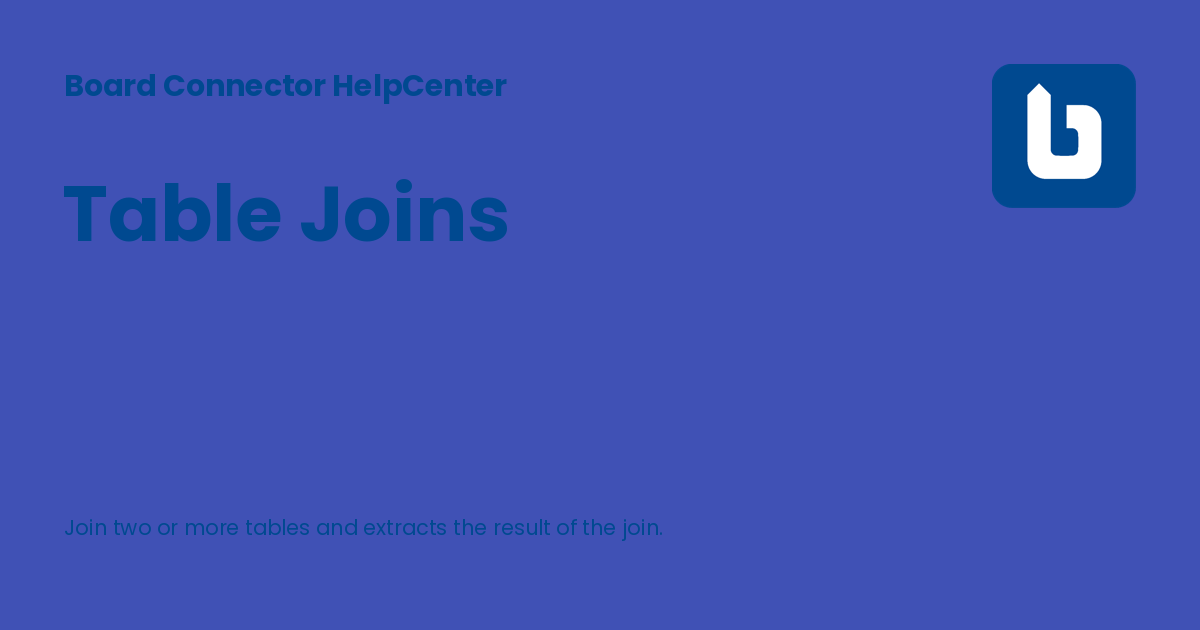 Board Connector HelpCenter
Table Joins
Join two or more tables and extracts the result of the join.